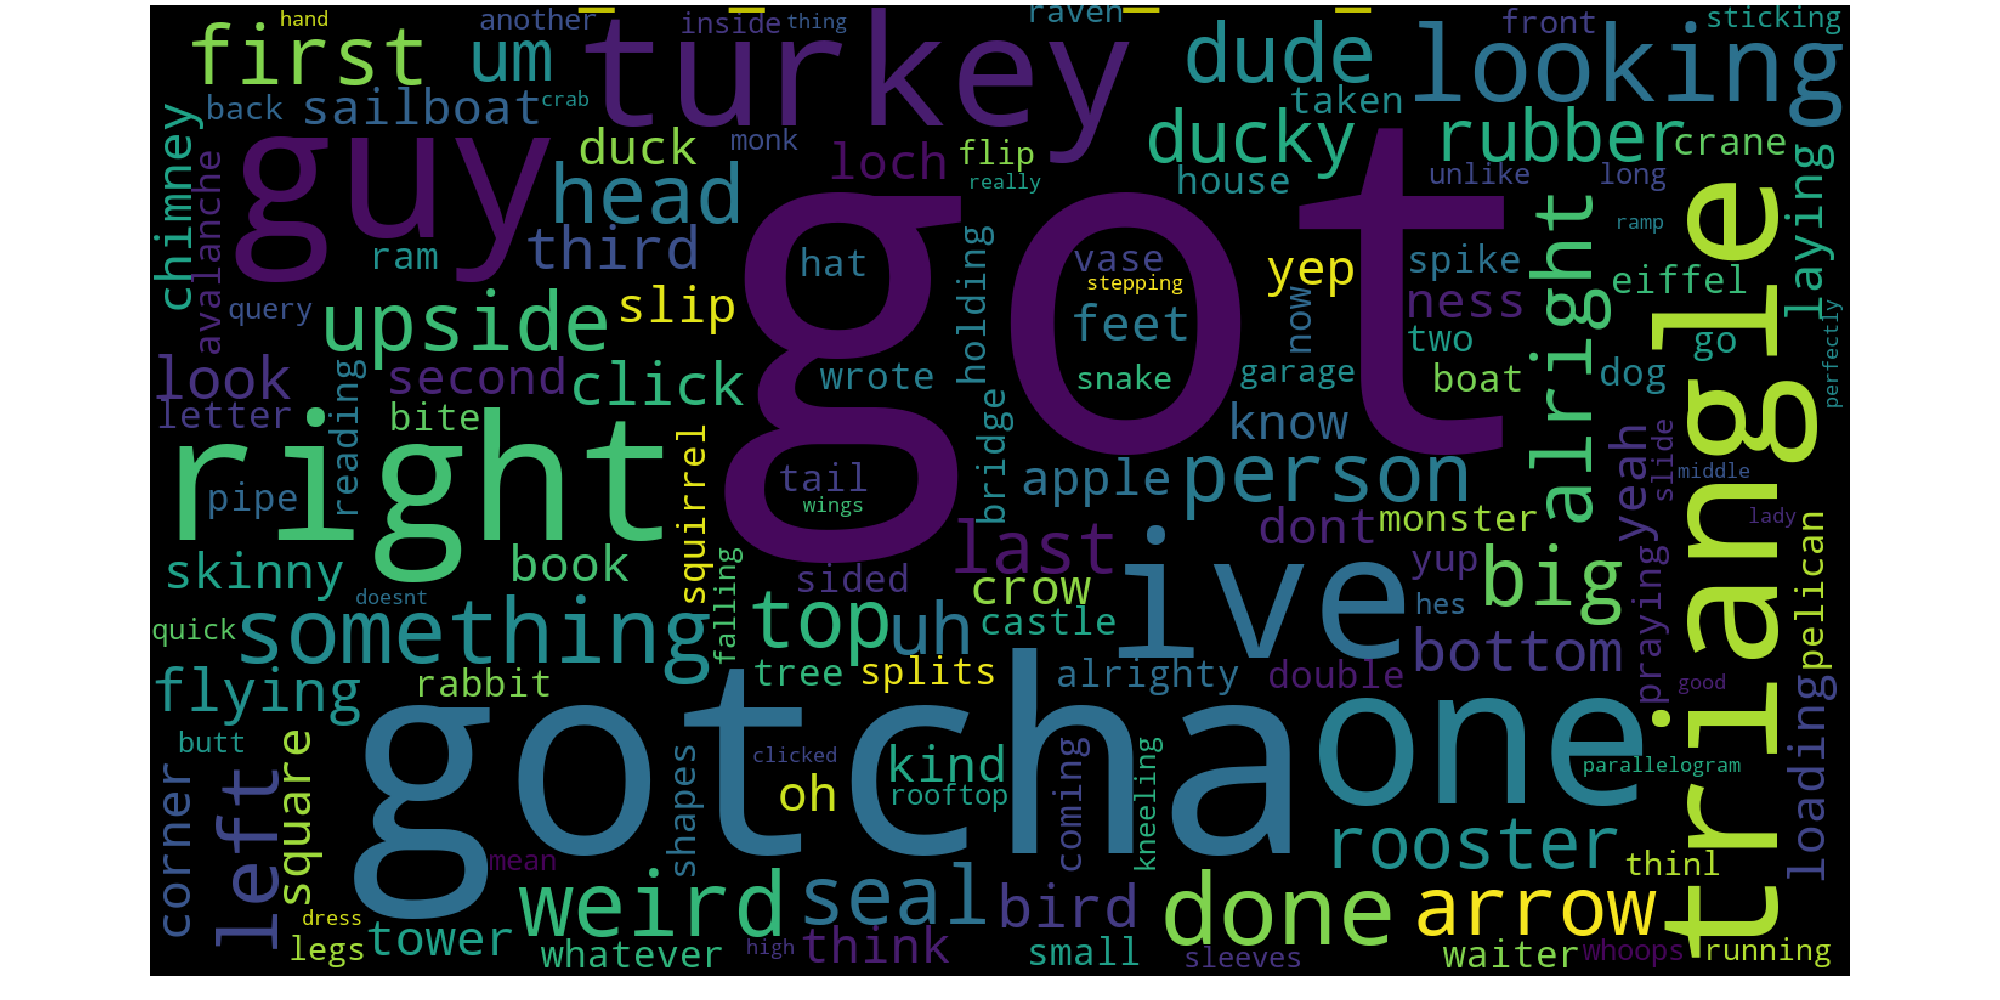 hand
another
inside
thing
raven
front
sticking
first
um
turkey
dude
looking
back
sailboat
crab
taken
chimney
avalanche
guy
duck
monk
loch
flip
really
ducky
rubber
crane
head
house
unlike
long
laying
ram
third
hat
got
vase
stepping
yep
spike
ramp
eiffel
alright
triangle
query
upside
slip
holding
feet
now
ness
two
go
perfectly
look
second
click
wrote
snake
garage
boat
dog
letter
reading
bite
bridge
know
right
pipe
squirrel
tail
wings
apple
person
yeah
slide
middle
last
dont
monster
lady
skinny
book
sided
crow
ive
yup
big
praying
pelican
doesnt
falling
hes
quick
something
top
uh
castle
bottom
flying
rabbit
tree
splits
alrighty
double
good
loading
butt
gotcha
one
corner
left
square
shapes
clicked
kind
coming
kneeling
parallelogram
oh
rooftop
mean
rooster
thinl
weird
seal
bird
done
arrow
dress
legs
tower
whatever
high
think
small
sleeves
waiter
whoops
running